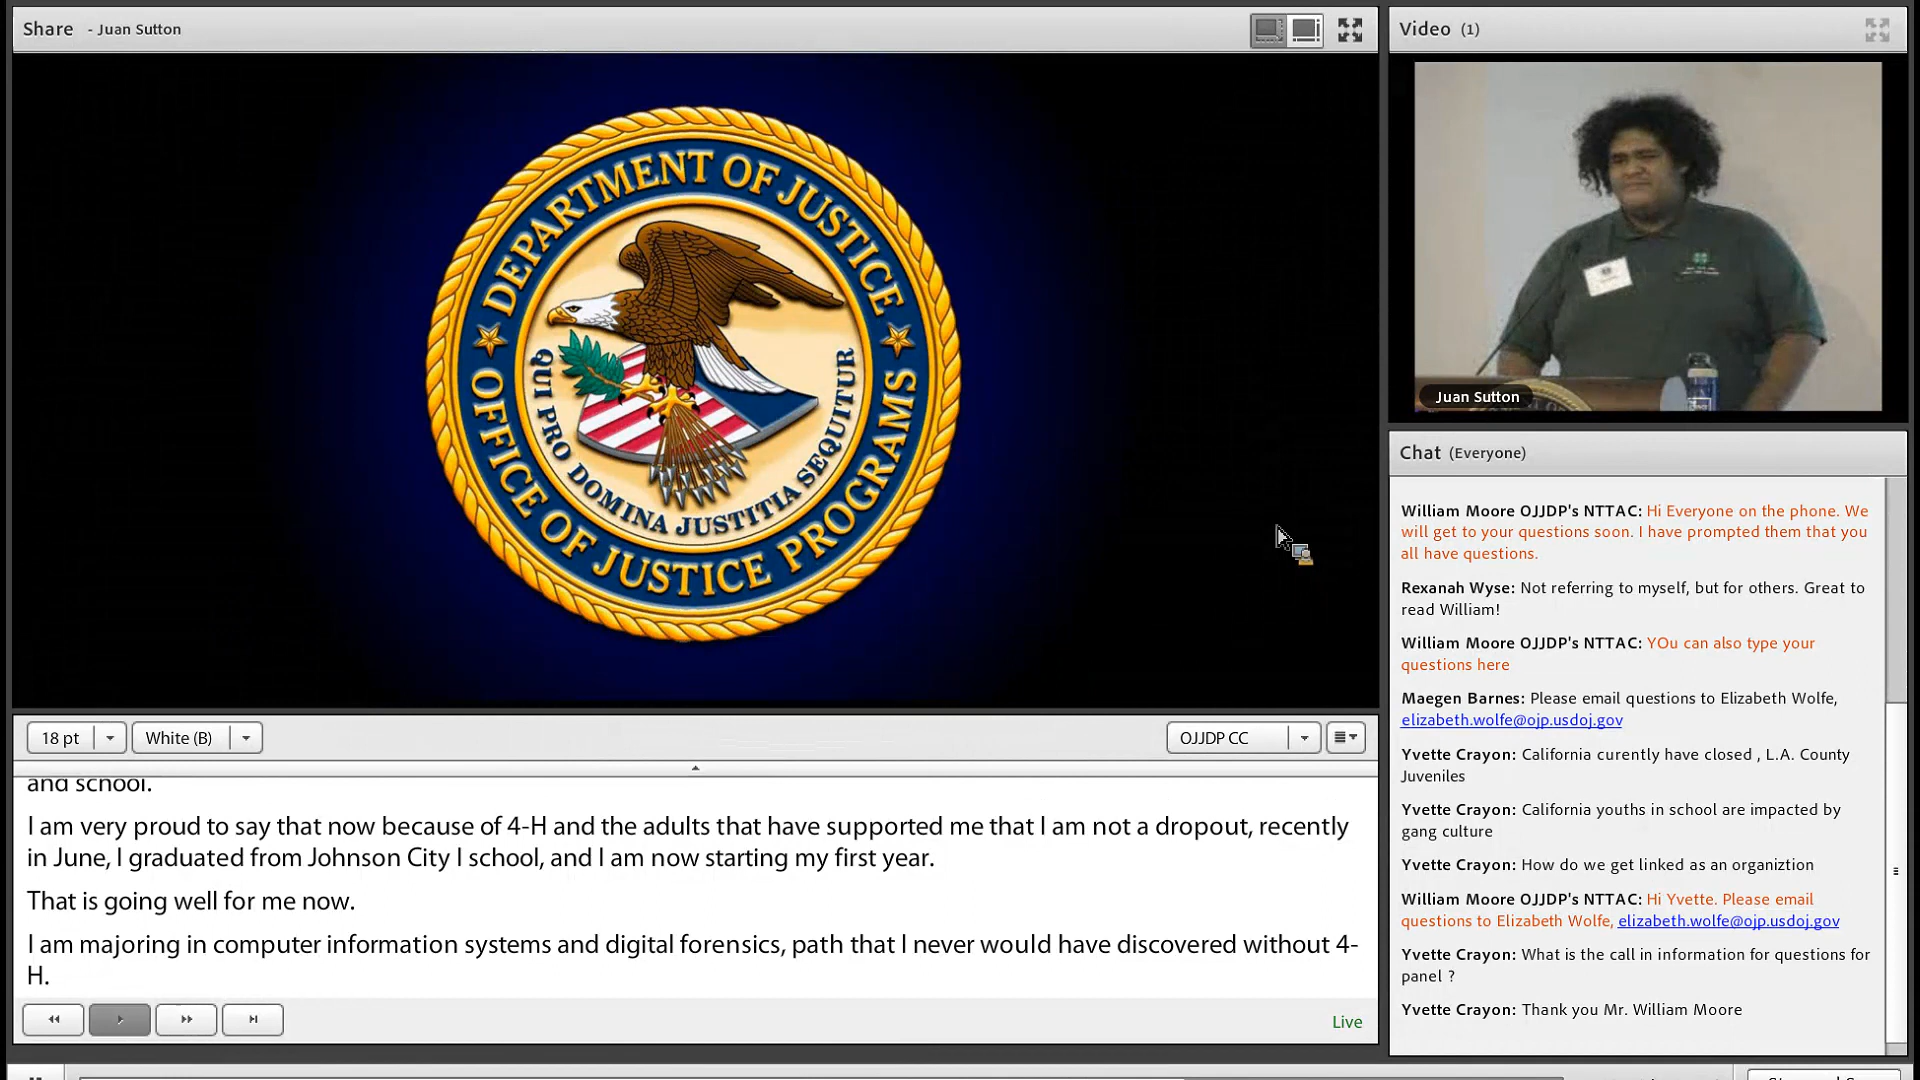 Share - Juan Sutton
DEPARTMENT OF JUSTICE
OFFICE OF JUSTICE PROGRAMS
QUI PRO DOMINA JUSTITIA SEQUITUR
18 pt
White (B)
OJJDP CC
and school.
I am very proud to say that now because of 4-H and the adults that have supported me that I am not a dropout, recently
in June, I graduated from Johnson City I school, and I am now starting my first year.
That is going well for me now.
I am majoring in computer information systems and digital forensics, path that I never would have discovered without 4-
H.
Live
Video (1)
Juan Sutton
Chat (Everyone)
William Moore OJJDP's NTTAC: Hi Everyone on the phone. We
will get to your questions soon. I have prompted them that you
all have questions.
Rexanah Wyse: Not referring to myself, but for others. Great to
read William!
William Moore OJJDP's NTTAC: YOu can also type your
questions here
Maegen Barnes: Please email questions to Elizabeth Wolfe,
elizabeth.wolfe@ojp.usdoj.gov
Yvette Crayon: California curently have closed , L.A. County
Juveniles
Yvette Crayon: California youths in school are impacted by
gang culture
Yvette Crayon: How do we get linked as an organiztion
William Moore OJJDP's NTTAC: Hi Yvette. Please email
questions to Elizabeth Wolfe, elizabeth.wolfe@ojp.usdoj.gov
Yvette Crayon: What is the call in information for questions for
panel ?
Yvette Crayon: Thank you Mr. William Moore